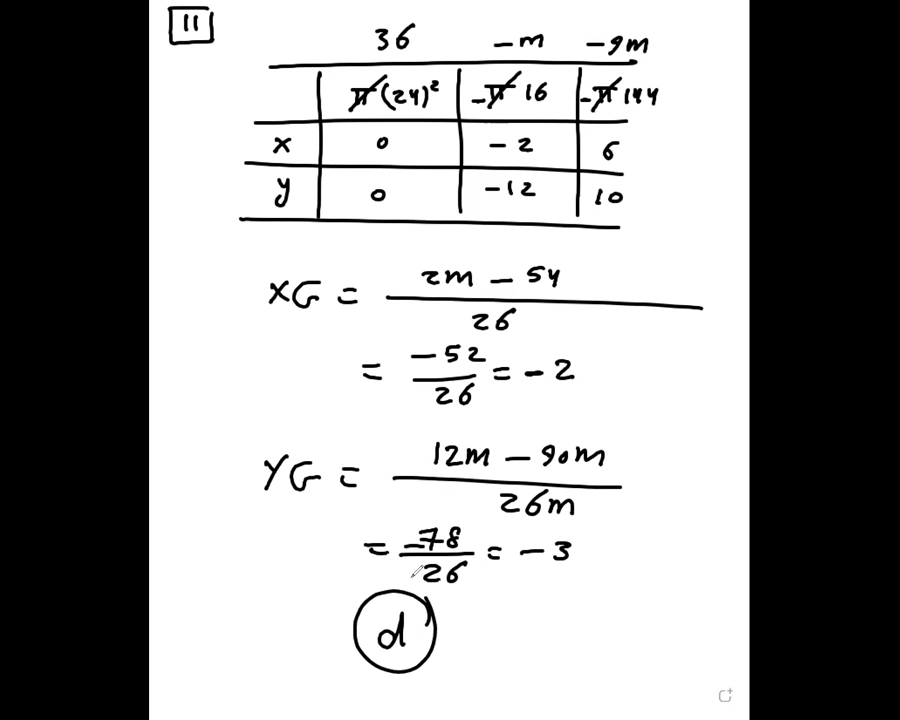 11
36 -m -9m
π(24)² -π16 -π144
x 0 -2 6
y 0 -12 10
XG = 2m - 54 / 26
= -52 / 26 = -2
YG = 12m - 90m / 26m
= -78 / 26 = -3
d